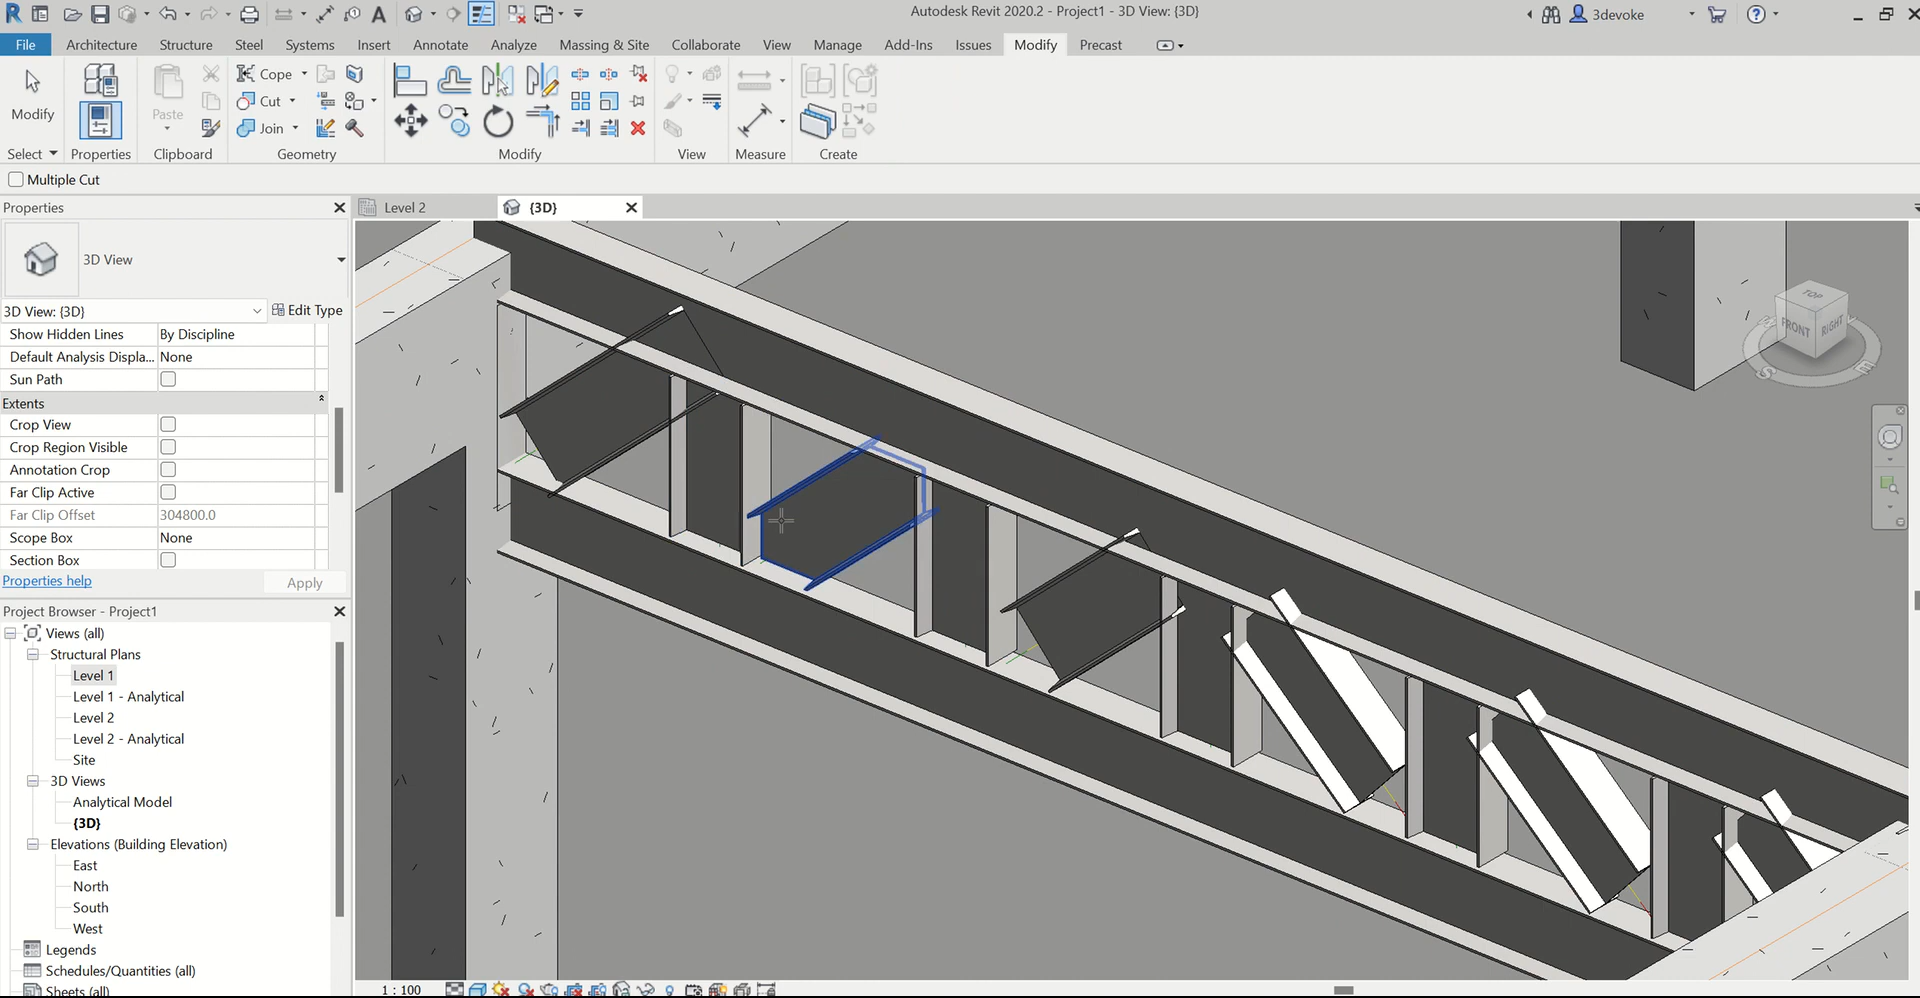 Autodesk Revit 2020.2 - Project1 - 3D View: {3D}
3devoke
File Architecture Structure Steel Systems Insert Annotate Analyze Massing & Site Collaborate View Manage Add-Ins Issues Modify Precast
Modify
Paste
Cope
Cut
Join
Select Properties Clipboard Geometry Modify View Measure Create
Multiple Cut
Properties
Level 2
{3D}
3D View
3D View: {3D}
Edit Type
Show Hidden Lines By Discipline
Default Analysis Displa... None
Sun Path
Extents
Crop View
Crop Region Visible
Annotation Crop
Far Clip Active
Far Clip Offset 304800.0
Scope Box None
Section Box
Properties help
Apply
Project Browser - Project1
Views (all)
Structural Plans
Level 1
Level 1 - Analytical
Level 2
Level 2 - Analytical
Site
3D Views
Analytical Model
{3D}
Elevations (Building Elevation)
East
North
South
West
Legends
Schedules/Quantities (all)
Sheets (all)
TOP
FRONT
RIGHT
S
E
1 : 100